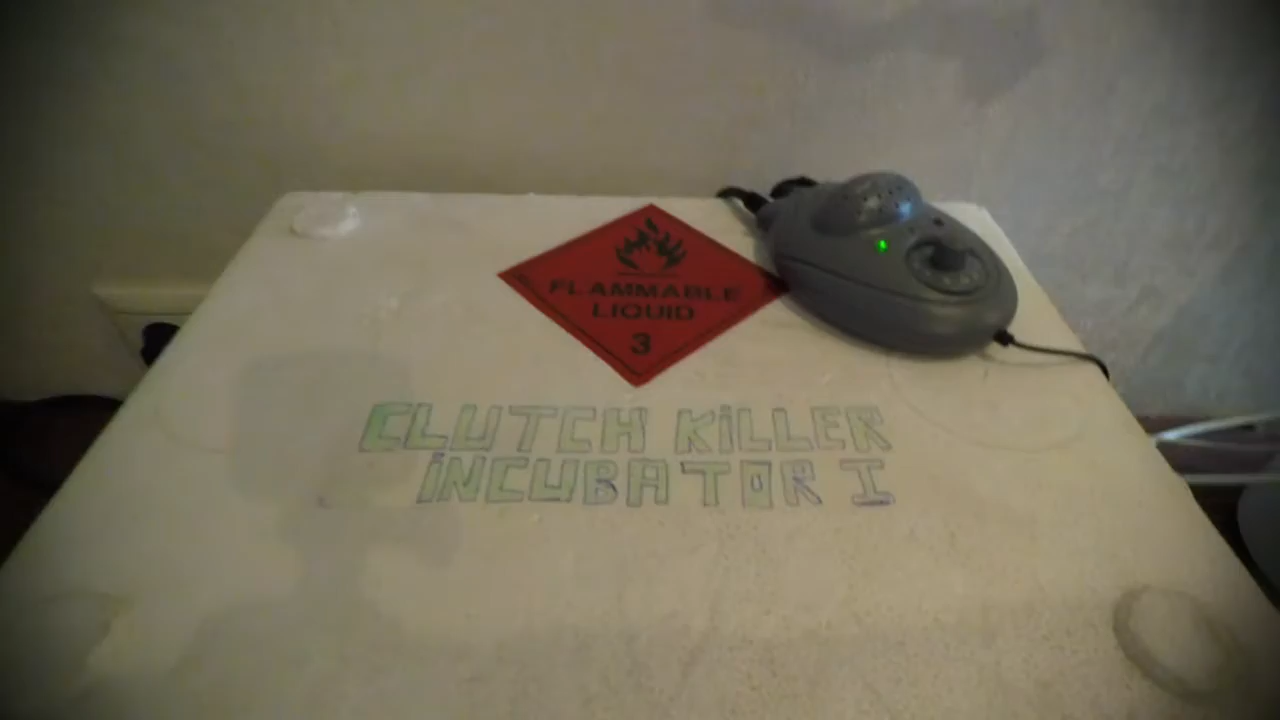 FLAMMABLE
LIQUID
3
CLUTCH KiLLER
iNCUBATOR I